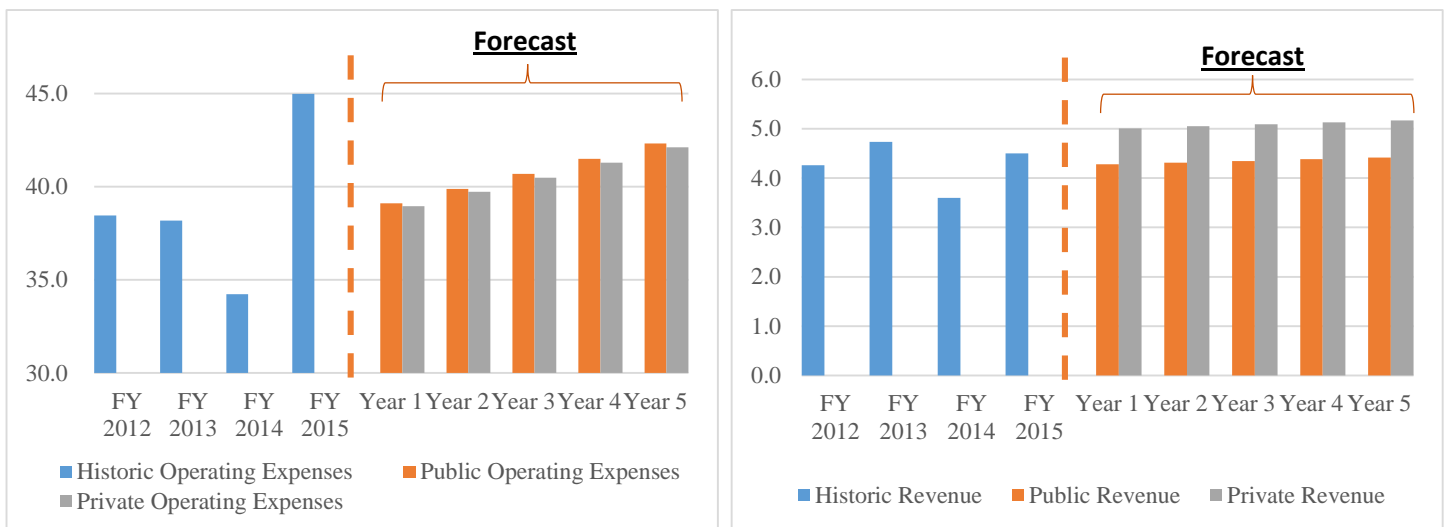 Forecast
45.0
40.0
35.0
30.0
FY 2012
FY 2013
FY 2014
FY 2015
Year 1
Year 2
Year 3
Year 4
Year 5
Historic Operating Expenses
Public Operating Expenses
Private Operating Expenses
Forecast
6.0
5.0
4.0
3.0
2.0
1.0
0.0
FY 2012
FY 2013
FY 2014
FY 2015
Year 1
Year 2
Year 3
Year 4
Year 5
Historic Revenue
Public Revenue
Private Revenue